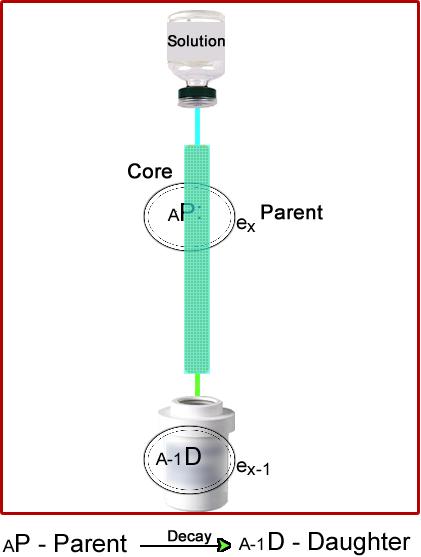 Solution
Core
AP:
ex
Parent
A-1D
ex-1
AP - Parent Decay A-1D - Daughter